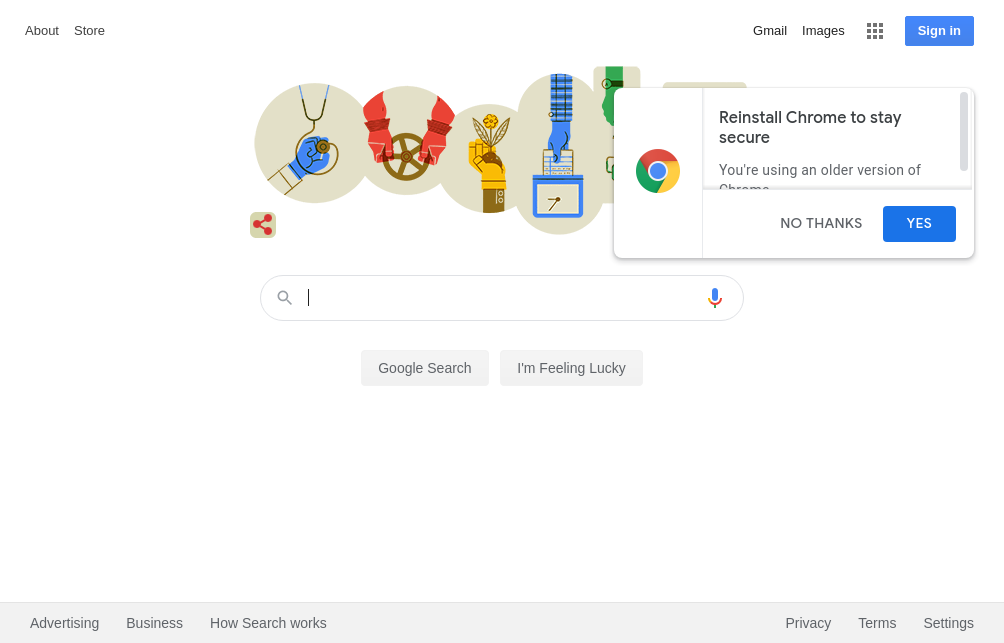 About Store
Gmail Images Sign in
Reinstall Chrome to stay
secure
You're using an older version of
Chrome
NO THANKS YES
Google Search I'm Feeling Lucky
Advertising Business How Search works
Privacy Terms Settings